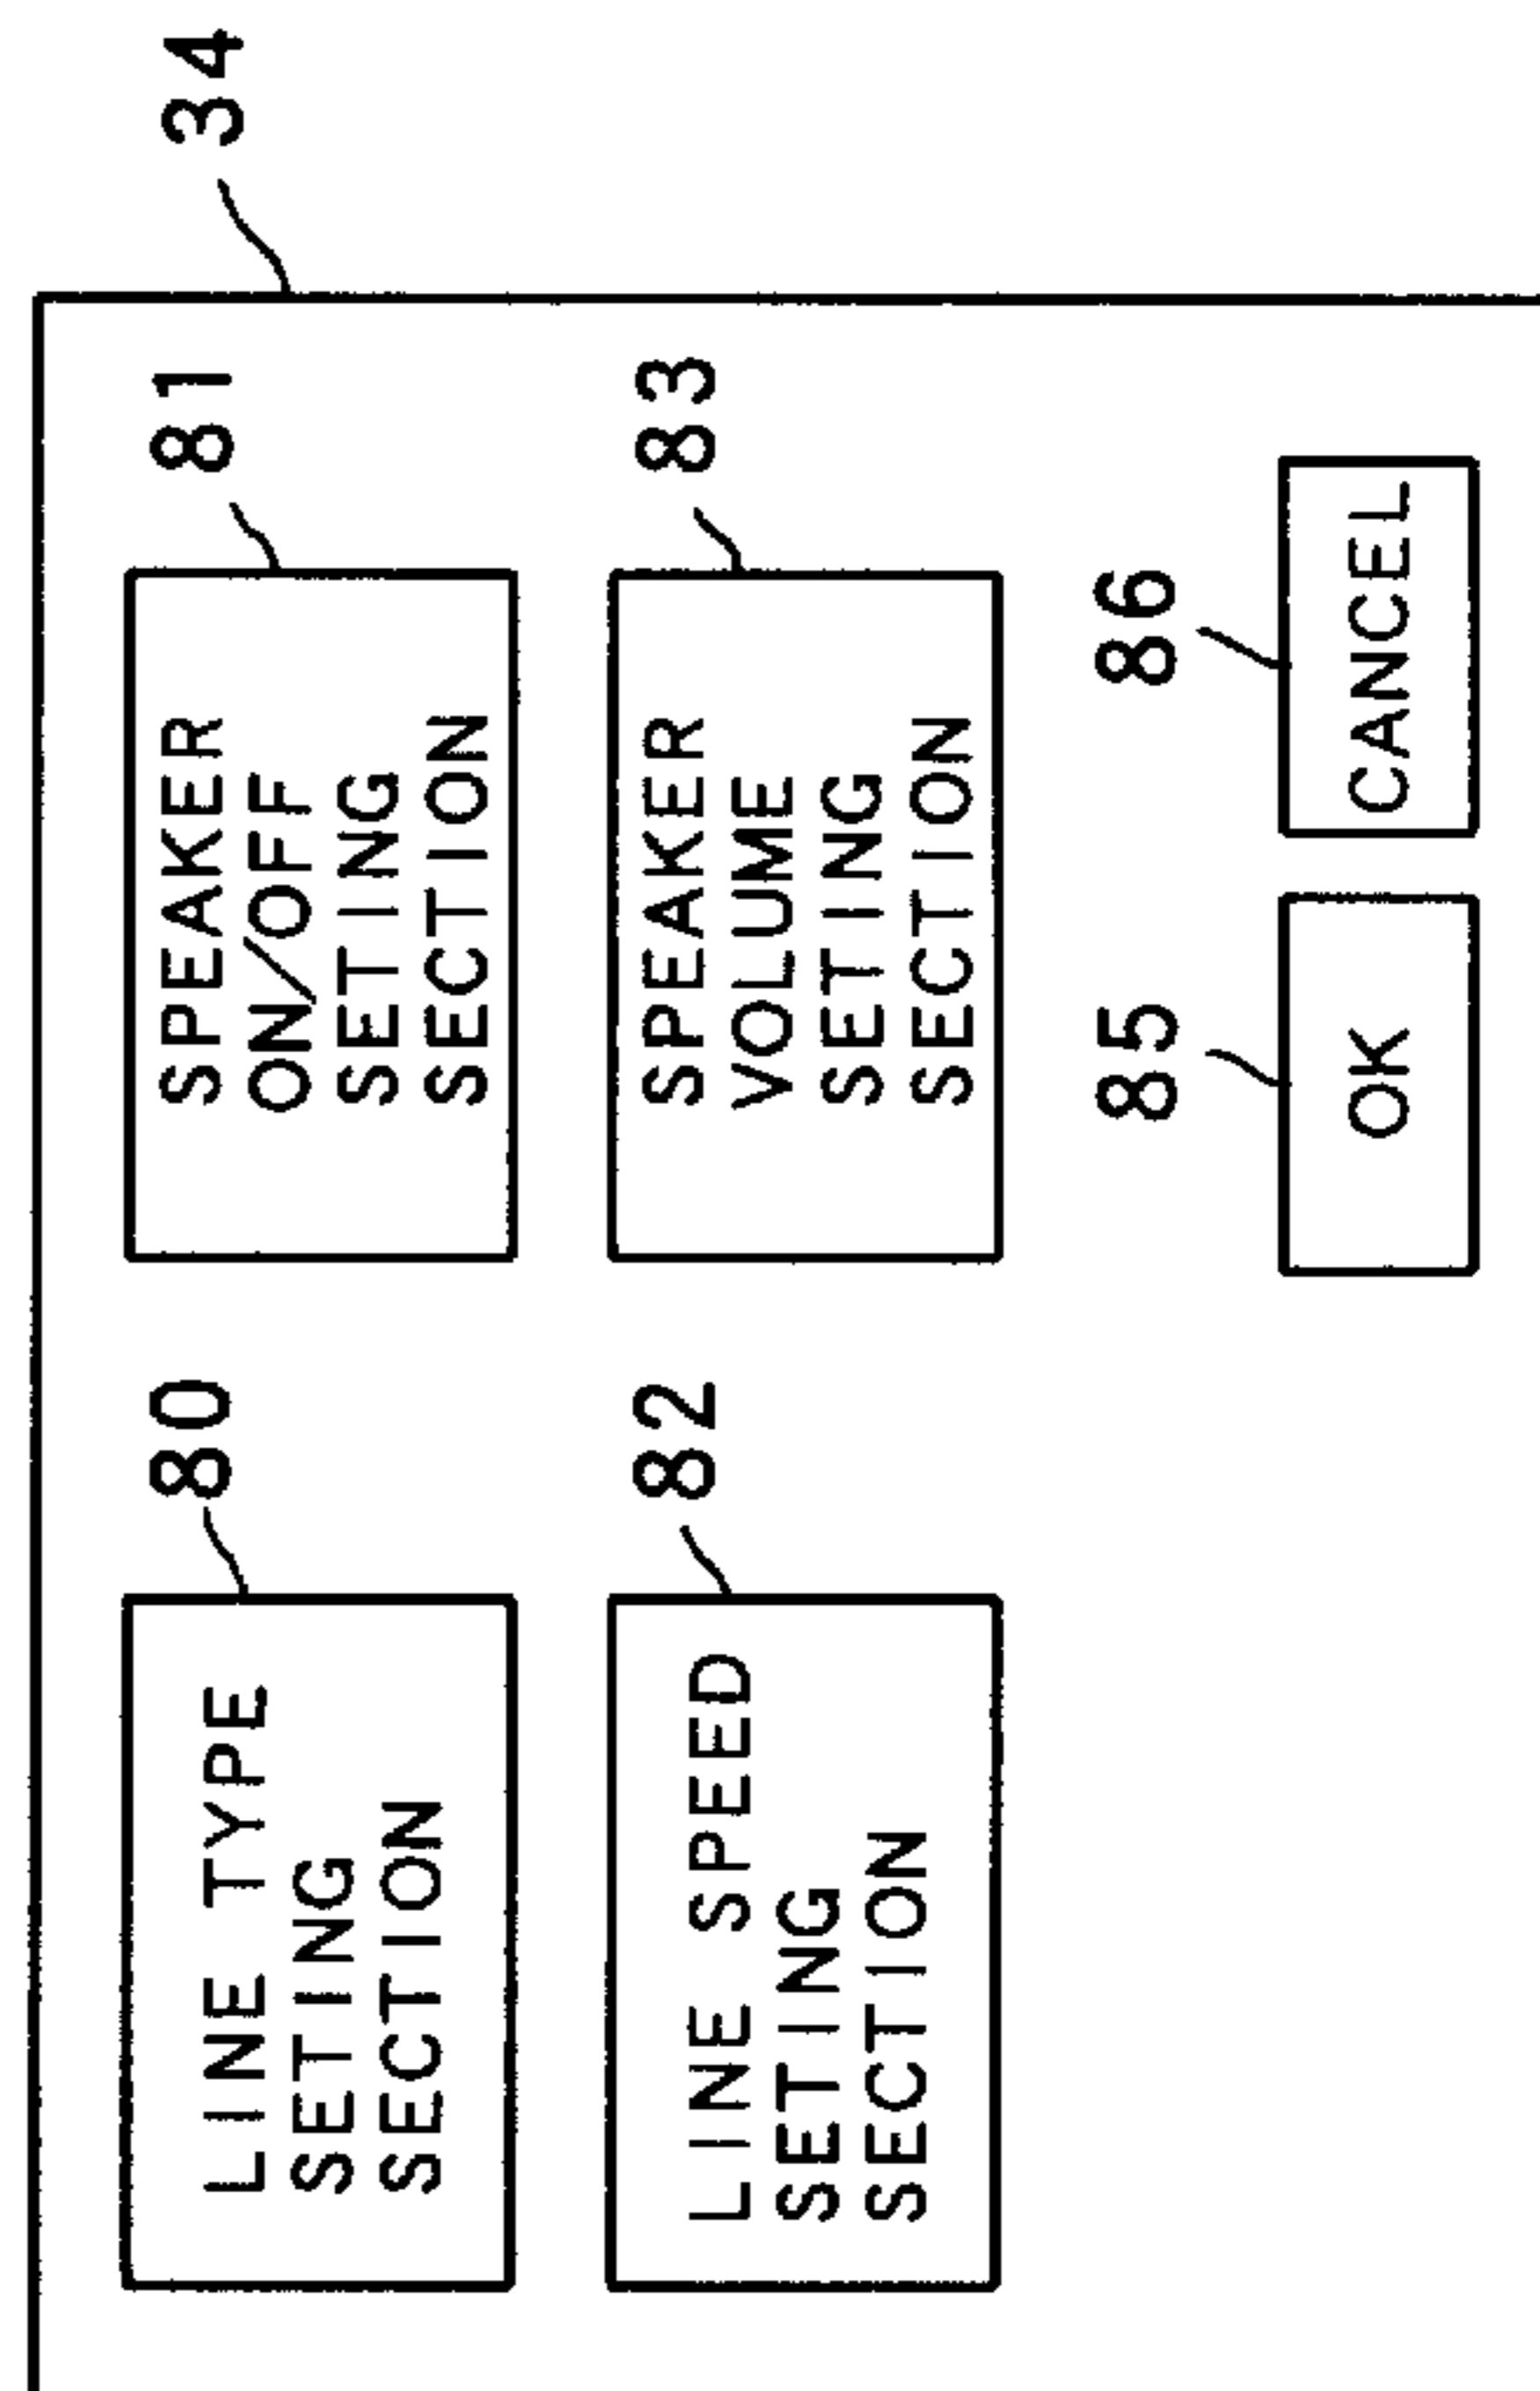 34
80
LINE TYPE
SETING
SECTION
81
SPEAKER
ON/OFF
SETING
SECTION
82
LINE SPEED
SETING
SECTION
83
SPEAKER
VOLUME
SETING
SECTION
85
OK
86
CANCEL